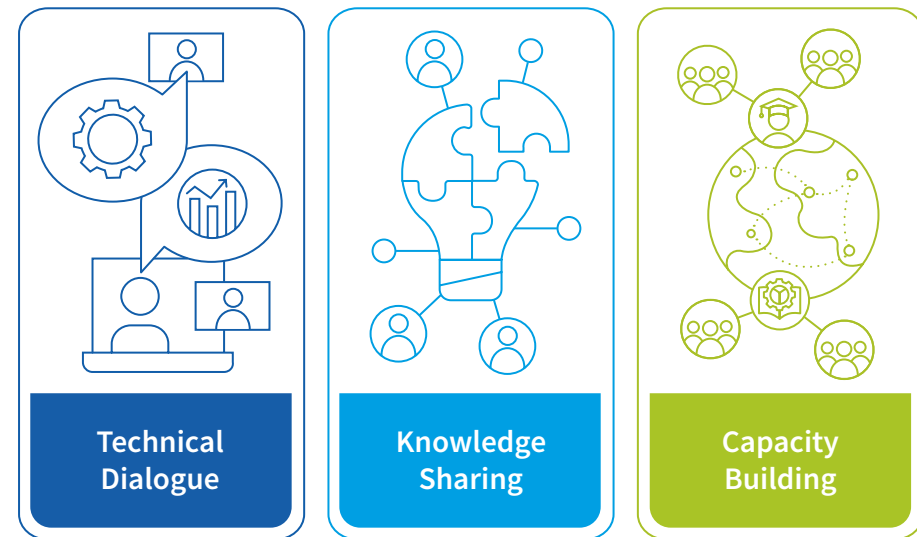 Technical
Dialogue
Knowledge
Sharing
Capacity
Building